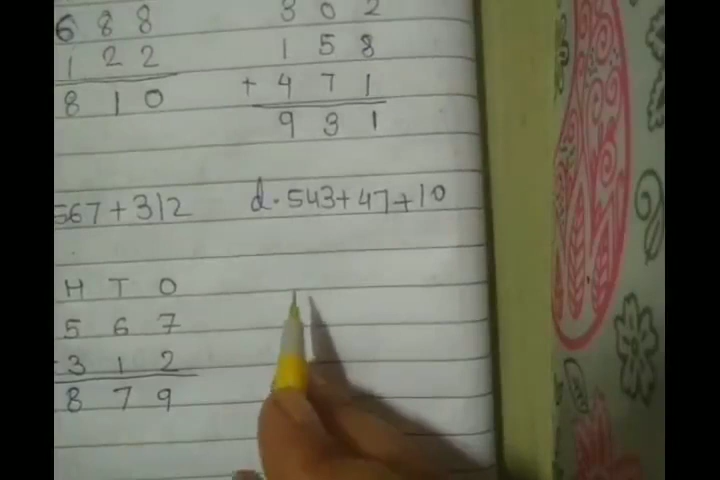 6 8 8
1 2 2
8 1 0
3 0 2
1 5 8
+ 4 7 1
9 3 1
567+312
d. 543+47+10
H T O
5 6 7
3 1 2
8 7 9